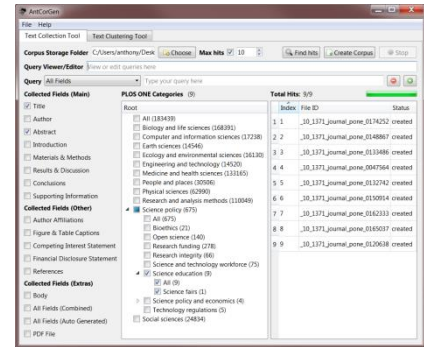 AntCorGen
File Help
Text Collection Tool Text Clustering Tool
Corpus Storage Folder C:/Users/anthony/Desk Choose Max hits 10 Find hits Create Corpus Stop
Query Viewer/Editor View or edit queries here
Query All Fields Type your query here
Collected Fields (Main)
Title
Author
Abstract
Introduction
Materials & Methods
Results & Discussion
Conclusions
Supporting Information
Collected Fields (Other)
Author Affiliations
Figure & Table Captions
Competing Interest Statement
Financial Disclosure Statement
References
Collected Fields (Extras)
Body
All Fields (Combined)
All Fields (Auto Generated)
PDF File
PLOS ONE Categories (9)
Root
All (183439)
Biology and life sciences (168391)
Computer and information sciences (17238)
Earth sciences (14546)
Ecology and environmental sciences (16130)
Engineering and technology (14520)
Medicine and health sciences (133165)
People and places (30506)
Physical sciences (62990)
Research and analysis methods (110049)
Science policy (675)
All (675)
Bioethics (21)
Open science (140)
Research funding (278)
Research integrity (66)
Science and technology workforce (75)
Science education (9)
All (9)
Science fairs (1)
Science policy and economics (4)
Technology regulations (5)
Social sciences (24834)
Total Hits: 9/9
Index File ID Status
1 1 _10_1371_journal_pone_0174252 created
2 2 _10_1371_journal_pone_0148867 created
3 3 _10_1371_journal_pone_0133486 created
4 4 _10_1371_journal_pone_0047564 created
5 5 _10_1371_journal_pone_0132742 created
6 6 _10_1371_journal_pone_0150914 created
7 7 _10_1371_journal_pone_0162333 created
8 8 _10_1371_journal_pone_0165037 created
9 9 _10_1371_journal_pone_0120638 created